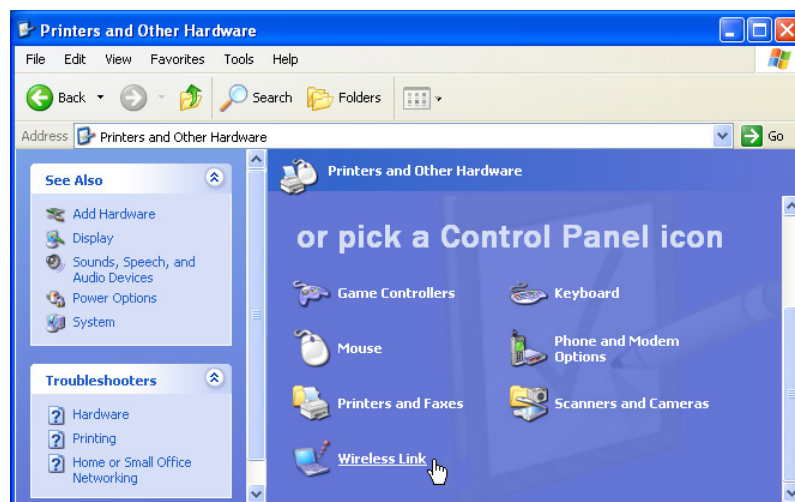 Printers and Other Hardware
File Edit View Favorites Tools Help
Back Search Folders
Address Printers and Other Hardware Go
See Also
Add Hardware
Display
Sounds, Speech, and
Audio Devices
Power Options
System
Troubleshooters
Hardware
Printing
Home or Small Office
Networking
Printers and Other Hardware
or pick a Control Panel icon
Game Controllers Keyboard
Mouse Phone and Modem
Options
Printers and Faxes Scanners and Cameras
Wireless Link